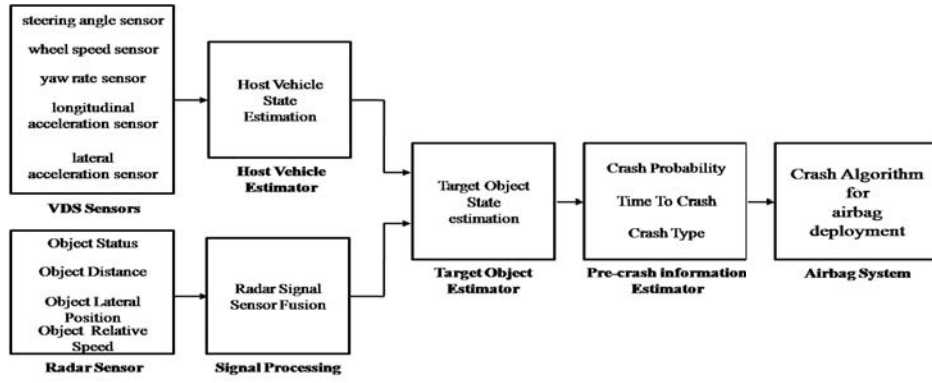 steering angle sensor
wheel speed sensor
yaw rate sensor
longitudinal
acceleration sensor
lateral
acceleration sensor
VDS Sensors
Host Vehicle
State
Estimation
Host Vehicle
Estimator
Object Status
Object Distance
Object Lateral
Position
Object Relative
Speed
Radar Sensor
Radar Signal
Sensor Fusion
Signal Processing
Target Object
State
estimation
Target Object
Estimator
Crash Probability
Time To Crash
Crash Type
Pre-crash information
Estimator
Crash Algorithm
for
airbag
deployment
Airbag System